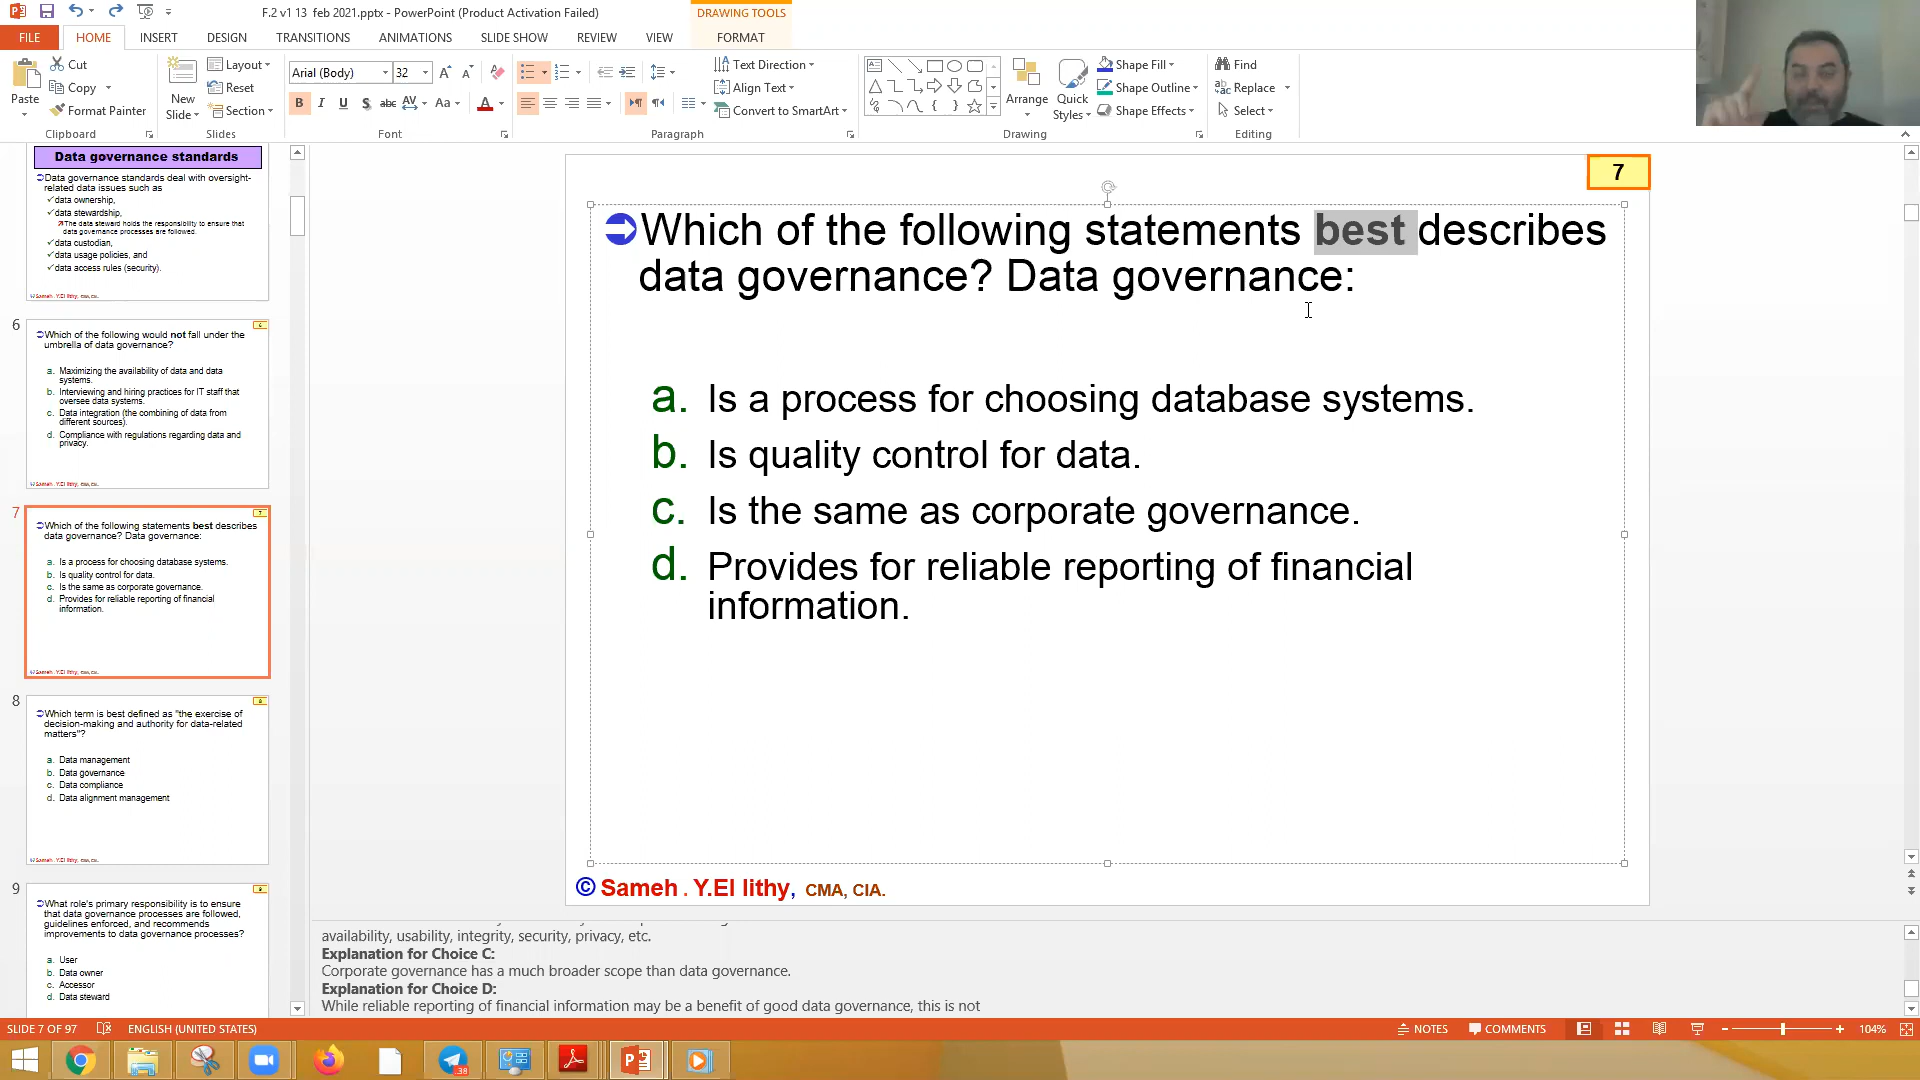 F.2 v1 13 feb 2021.pptx - PowerPoint (Product Activation Failed)
DRAWING TOOLS
FILE HOME INSERT DESIGN TRANSITIONS ANIMATIONS SLIDE SHOW REVIEW VIEW FORMAT
Paste
Cut
Copy
Format Painter
Clipboard
New Slide
Layout
Reset
Section
Slides
Arial (Body) 32
Font
Text Direction
Align Text
Convert to SmartArt
Paragraph
Arrange
Quick Styles
Shape Fill
Shape Outline
Shape Effects
Drawing
Find
Replace
Select
Editing
Data governance standards
Data governance standards deal with oversight-
related data issues such as
data ownership,
data stewardship,
The data steward holds the responsibility to ensure that
data governance processes are followed.
data custodian,
data usage policies, and
data access rules (security).
6
Which of the following would not fall under the
umbrella of data governance?
a. Maximizing the availability of data and data
systems.
b. Interviewing and hiring practices for IT staff that
oversee data systems.
c. Data integration (the combining of data from
different sources).
d. Compliance with regulations regarding data and
privacy.
7
Which of the following statements best describes
data governance? Data governance:
a. Is a process for choosing database systems.
b. Is quality control for data.
c. Is the same as corporate governance.
d. Provides for reliable reporting of financial
information.
8
Which term is best defined as "the exercise of
decision-making and authority for data-related
matters"?
a. Data management
b. Data governance
c. Data compliance
d. Data alignment management
9
What role's primary responsibility is to ensure
that data governance processes are followed,
guidelines enforced, and recommends
improvements to data governance processes?
a. User
b. Data owner
c. Accessor
d. Data steward
7
Which of the following statements best describes
data governance? Data governance:
a. Is a process for choosing database systems.
b. Is quality control for data.
c. Is the same as corporate governance.
d. Provides for reliable reporting of financial
information.
© Sameh . Y.El lithy, CMA, CIA.
availability, usability, integrity, security, privacy, etc.
Explanation for Choice C:
Corporate governance has a much broader scope than data governance.
Explanation for Choice D:
While reliable reporting of financial information may be a benefit of good data governance, this is not
SLIDE 7 OF 97 ENGLISH (UNITED STATES) NOTES COMMENTS 104%
38